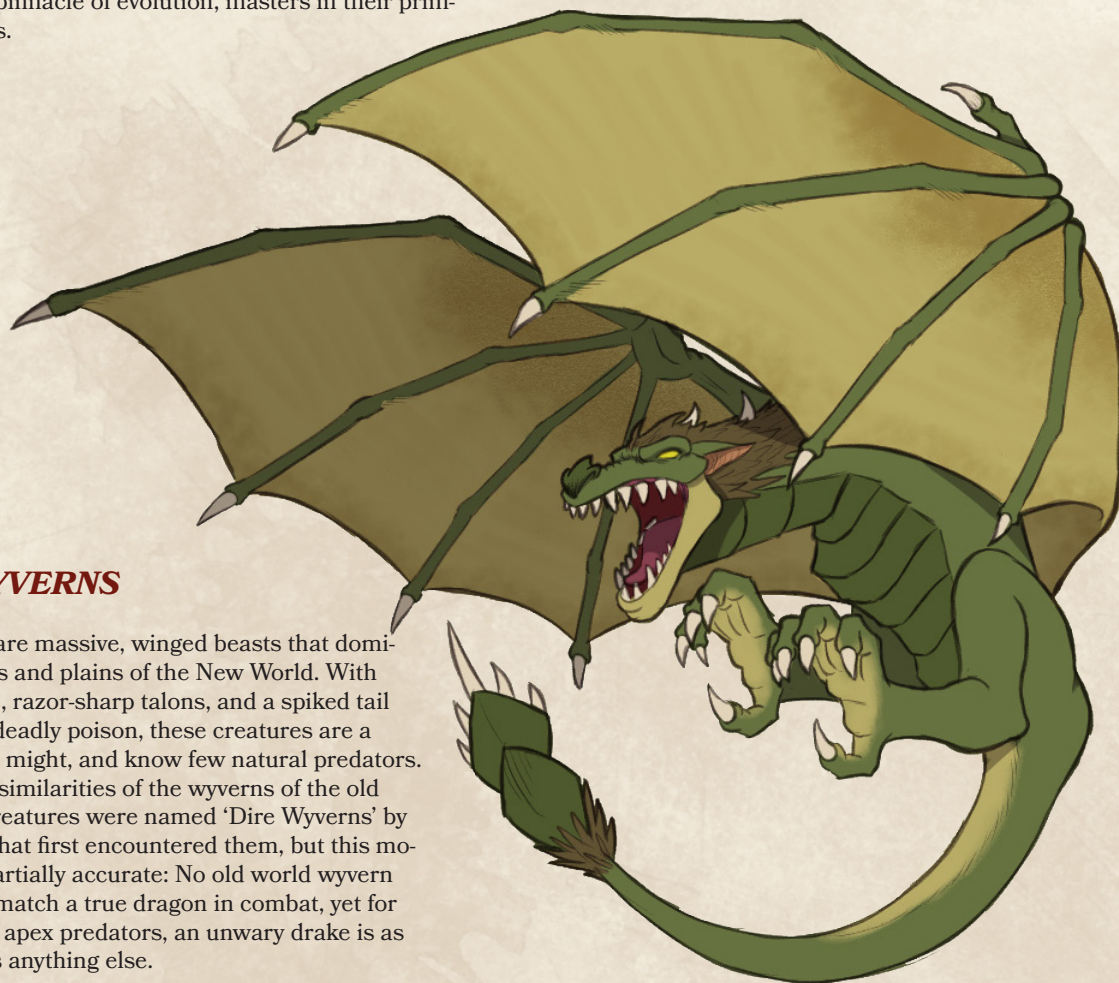 pinnacle of evolution, masters in their primi-
s.
YVERNS
are massive, winged beasts that domi-
s and plains of the New World. With
, razor-sharp talons, and a spiked tail
deadly poison, these creatures are a
might, and know few natural predators.
similarities of the wyverns of the old
reatures were named ‘Dire Wyverns’ by
hat first encountered them, but this mo-
artially accurate: No old world wyvern
match a true dragon in combat, yet for
apex predators, an unwary drake is as
s anything else.